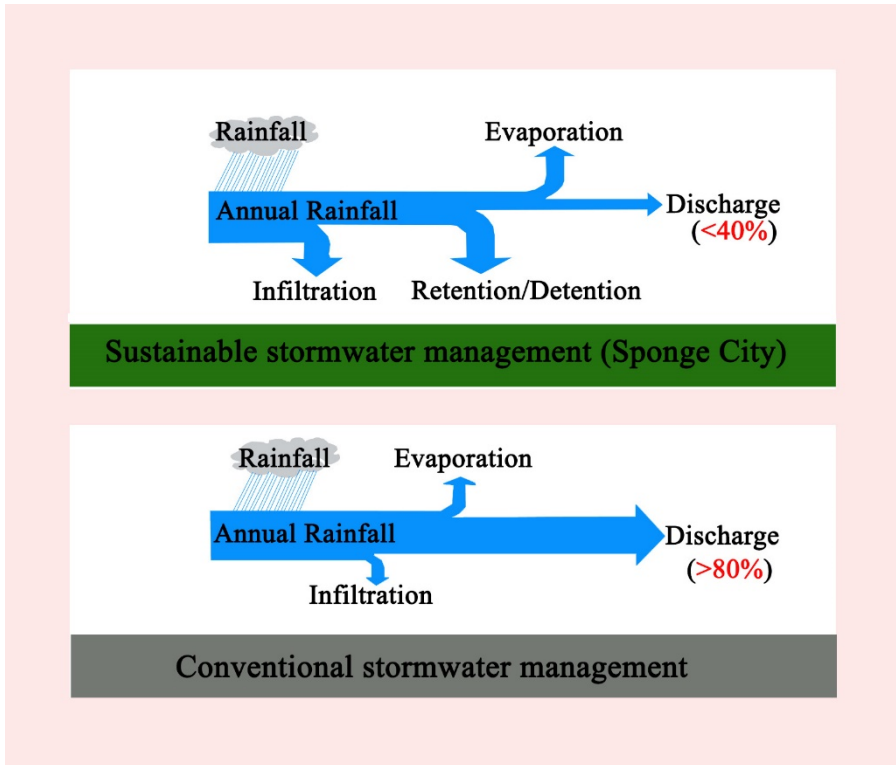 Rainfall
Evaporation
Annual Rainfall
Discharge
(<40%)
Infiltration
Retention/Detention
Sustainable stormwater management (Sponge City)
Rainfall
Evaporation
Annual Rainfall
Discharge
(>80%)
Infiltration
Conventional stormwater management